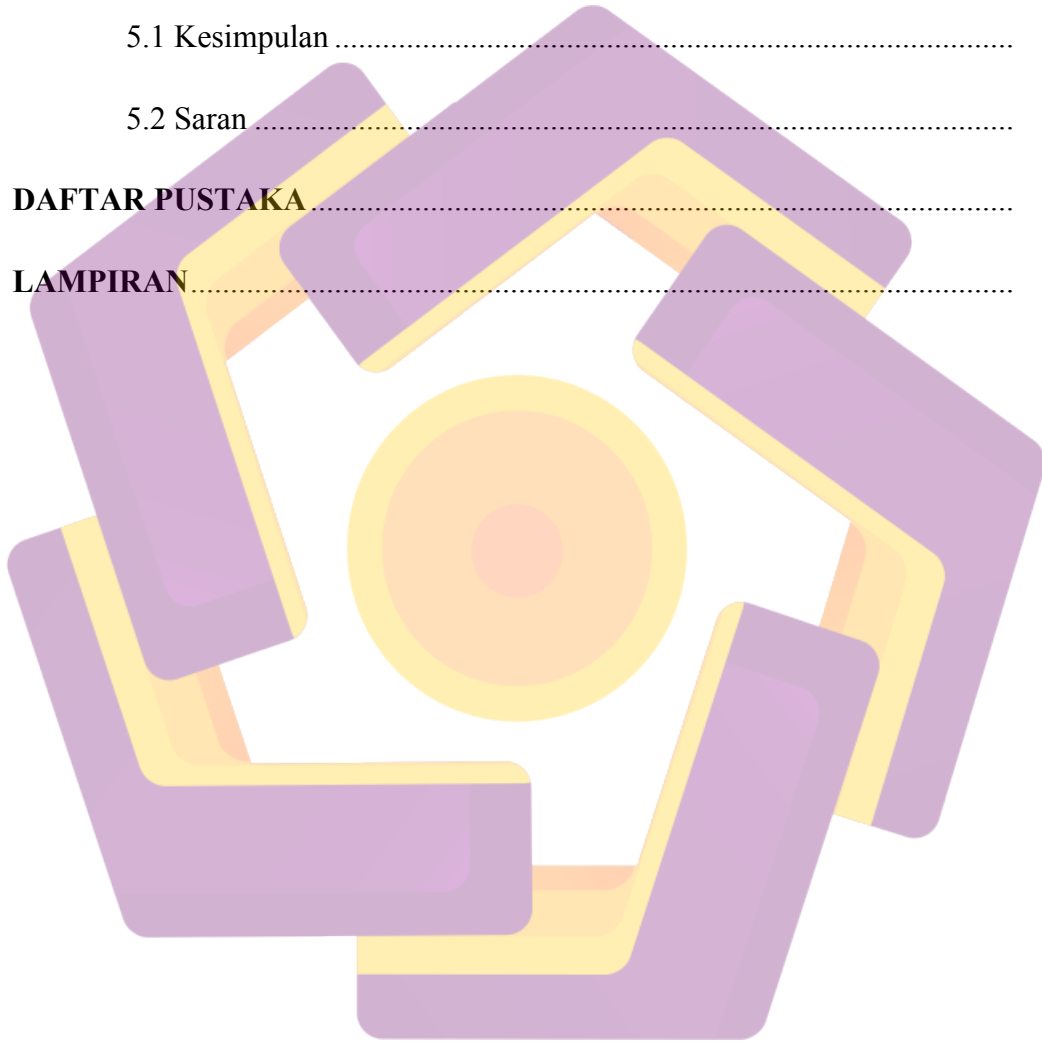 5.1 Kesimpulan ........................................................................
5.2 Saran ................................................................................
DAFTAR PUSTAKA ..........................................................................
LAMPIRAN.......................................................................................